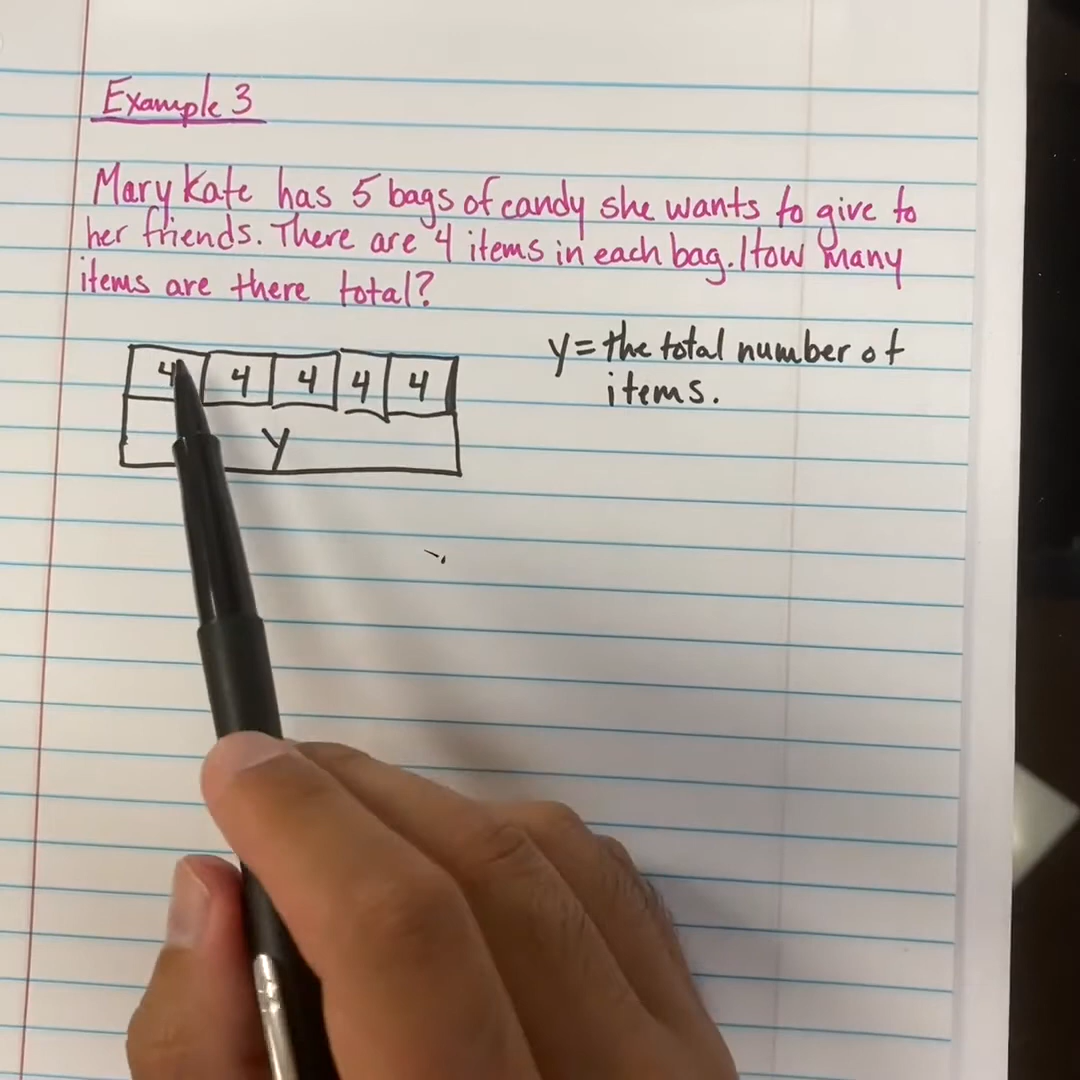 Example 3
Mary Kate has 5 bags of candy she wants to give to
her friends. There are 4 items in each bag. How many
items are there total?
4 4 4 4 4
y
y = the total number of
items.